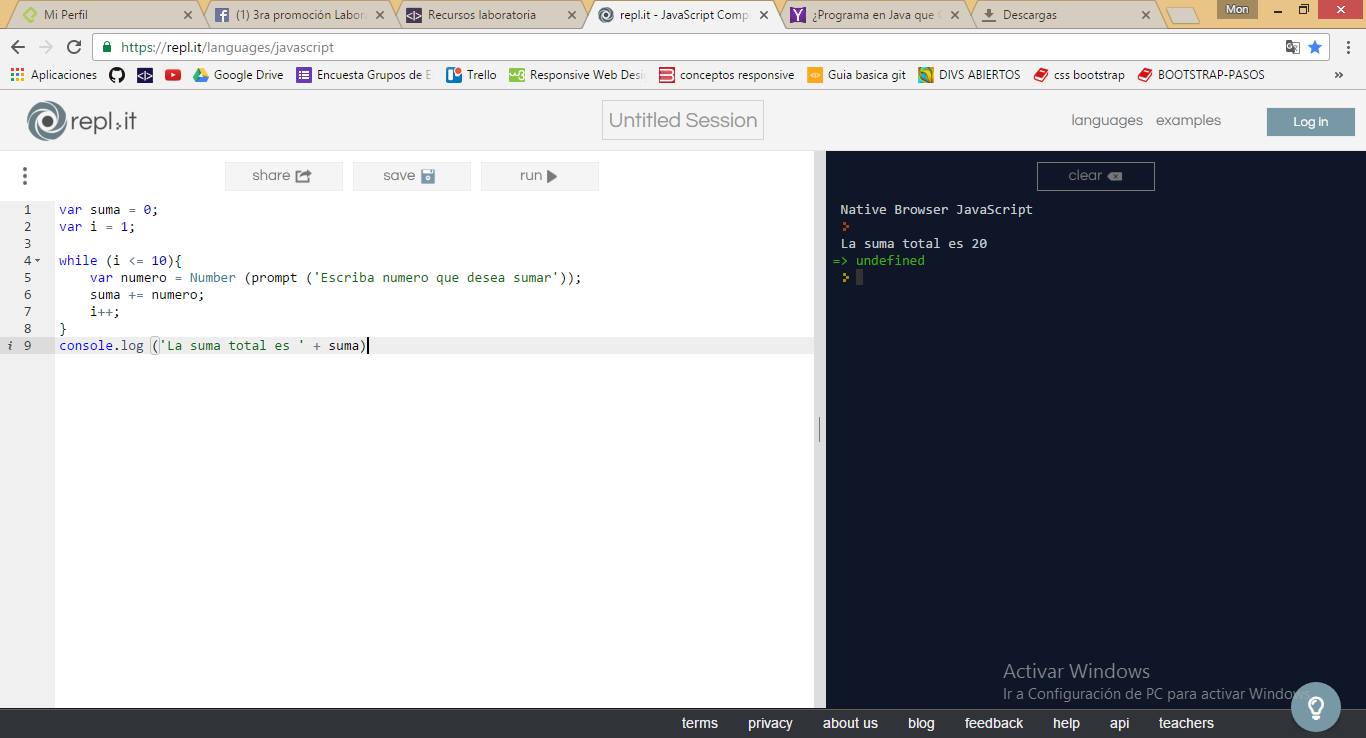 Mi Perfil
(1) 3ra promoción Labor
Recursos laboratoria
repl.it - JavaScript Comp
¿Programa en Java que
Descargas
Mon
https://repl.it/languages/javascript
Aplicaciones
Google Drive
Encuesta Grupos de E
Trello
Responsive Web Desi
conceptos responsive
Guia basica git
DIVS ABIERTOS
css bootstrap
BOOTSTRAP-PASOS
»
repl.it
Untitled Session
languages
examples
Log in
share
save
run
clear
1 var suma = 0;
2 var i = 1;
3
4 while (i <= 10){
5 var numero = Number (prompt ('Escriba numero que desea sumar'));
6 suma += numero;
7 i++;
8 }
i 9 console.log ('La suma total es ' + suma)
Native Browser JavaScript
La suma total es 20
=> undefined
Activar Windows
Ir a Configuración de PC para activar Windows.
terms
privacy
about us
blog
feedback
help
api
teachers